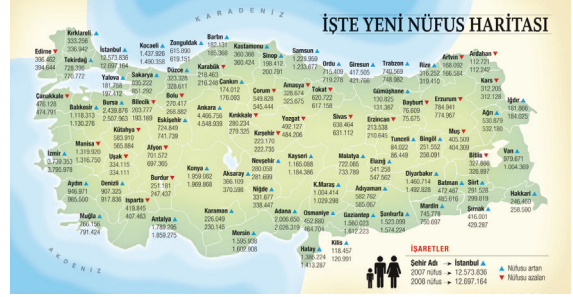 KARADENİZ
İŞTE YENİ NÜFUS HARİTASI
Kırklareli
333.256
336.942
Edirne
396.462
394.644
Tekirdağ
728.396
770.772
İstanbul
12.573.836
12.697.164
Kocaeli
1.437.926
1.490.358
Zonguldak
615.890
619.151
Bartın
182.131
185.368
Kastamonu
360.366
360.424
Sinop
198.412
200.791
Samsun
1.228.959
1.233.677
Ordu
715.409
719.278
Giresun
417.505
421.766
Trabzon
740.569
748.982
Rize
316.252
319.410
Artvin
168.092
166.584
Ardahan
112.721
112.242
Yalova
181.758
197.412
Sakarya
835.222
851.292
Düzce
323.328
328.611
Karabük
218.463
216.248
Çankırı
174.012
176.093
Çorum
549.828
545.444
Amasya
328.674
323.675
Tokat
620.722
617.158
Gümüşhane
130.825
131.367
Bayburt
76.609
75.675
Erzurum
784.941
774.967
Kars
312.205
312.128
Iğdır
181.866
184.025
Çanakkale
476.128
474.791
Balıkesir
1.118.313
1.130.276
Bursa
2.439.876
2.507.963
Bilecik
203.777
193.169
Bolu
270.417
268.882
Eskişehir
724.849
741.739
Ankara
4.466.756
4.548.939
Kırıkkale
280.234
279.325
Yozgat
492.127
484.206
Sivas
638.464
631.112
Erzincan
213.538
210.645
Tunceli
84.022
86.449
Bingöl
251.552
256.091
Muş
405.509
404.309
Ağrı
530.879
532.180
Kütahya
583.910
565.884
Kırşehir
223.170
222.735
İzmir
3.739.353
3.795.978
Manisa
1.319.920
1.316.750
Uşak
334.115
334.111
Afyon
701.572
697.365
Konya
1.959.082
1.969.868
Aksaray
366.109
370.598
Nevşehir
280.058
281.699
Kayseri
1.165.088
1.184.386
Malatya
722.065
733.789
Elazığ
541.258
547.562
Diyarbakır
1.460.714
1.492.828
Bitlis
327.886
326.897
Van
979.671
1.004.369
Aydın
946.971
965.500
Denizli
907.325
917.836
Burdur
251.181
247.437
Isparta
419.845
407.463
Niğde
331.677
338.447
K.Maraş
1.004.414
1.029.298
Adıyaman
582.762
585.067
Batman
472.487
485.616
Siirt
291.528
299.819
Şırnak
416.001
429.287
Hakkari
246.469
258.590
Muğla
766.156
791.424
Antalya
1.789.295
1.859.275
Karaman
226.049
230.145
Mersin
1.595.938
1.602.908
Adana
2.006.650
2.026.319
Osmaniye
452.880
464.704
Gaziantep
1.560.023
1.612.223
Şanlıurfa
1.523.099
1.574.224
Mardin
745.778
750.697
Hatay
1.386.224
1.413.287
Kilis
118.457
120.991
AKDENİZ
İŞARETLER
Şehir Adı → İstanbul
2007 nüfus → 12.573.836
2008 nüfus → 12.697.164
Nüfusu artan
Nüfusu azalan